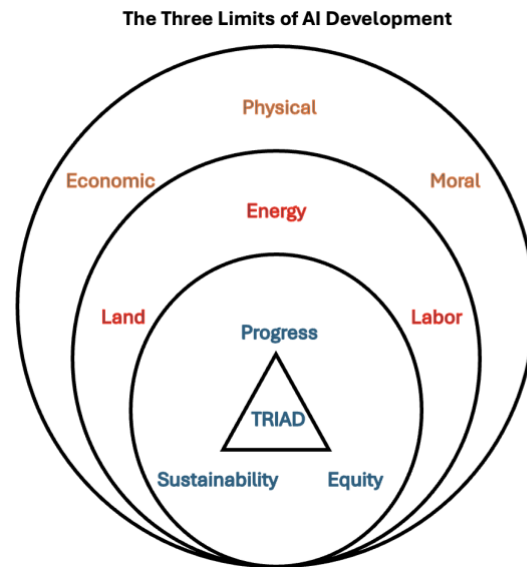 The Three Limits of AI Development
Physical
Economic
Moral
Energy
Land
Labor
Progress
TRIAD
Sustainability
Equity